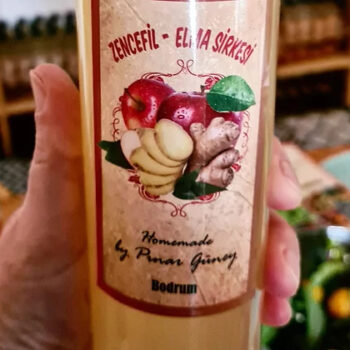 ZENCEFİL - ELMA SİRKESİ
Homemade
by Pınar Güney
Bodrum